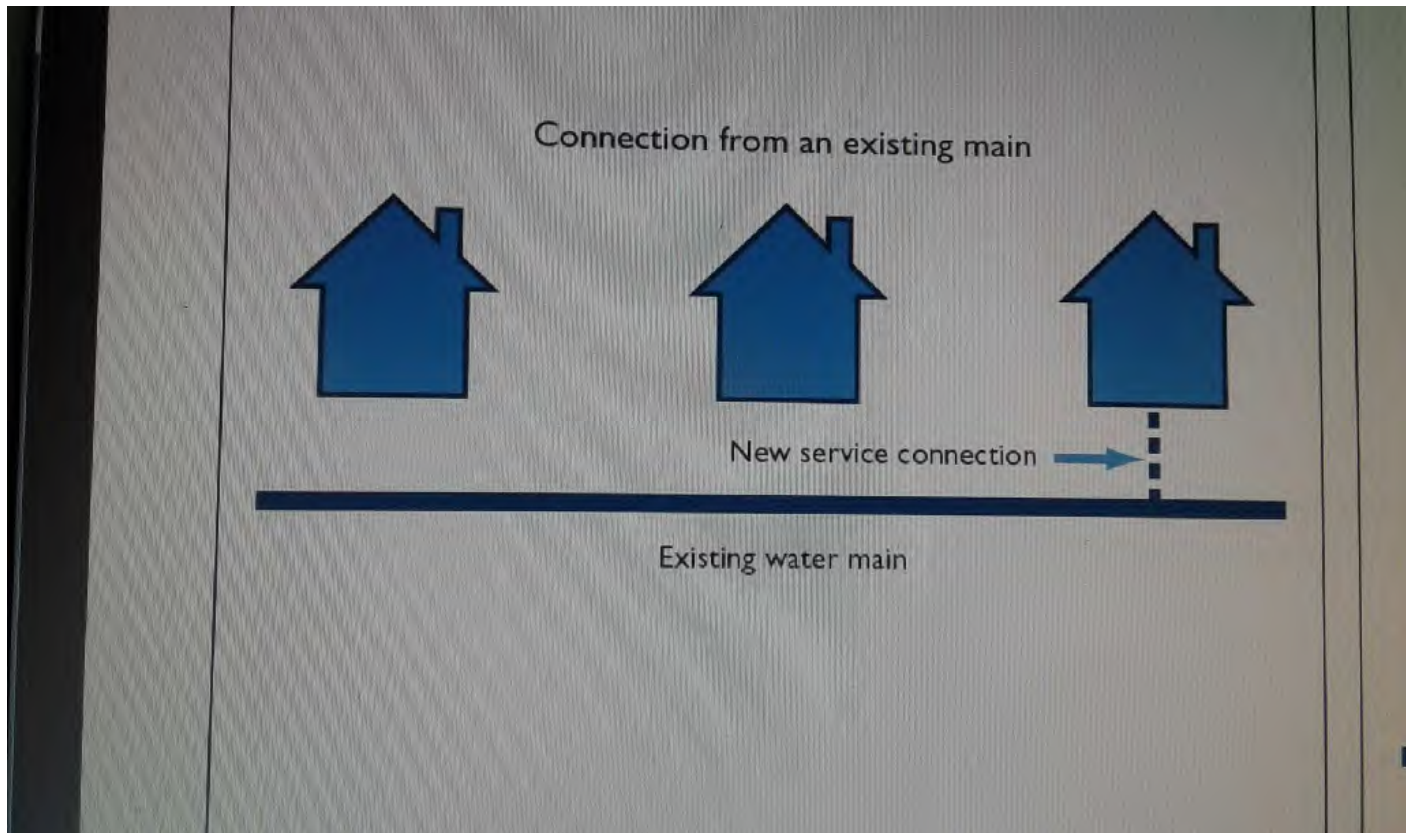 Connection from an existing main
New service connection
Existing water main